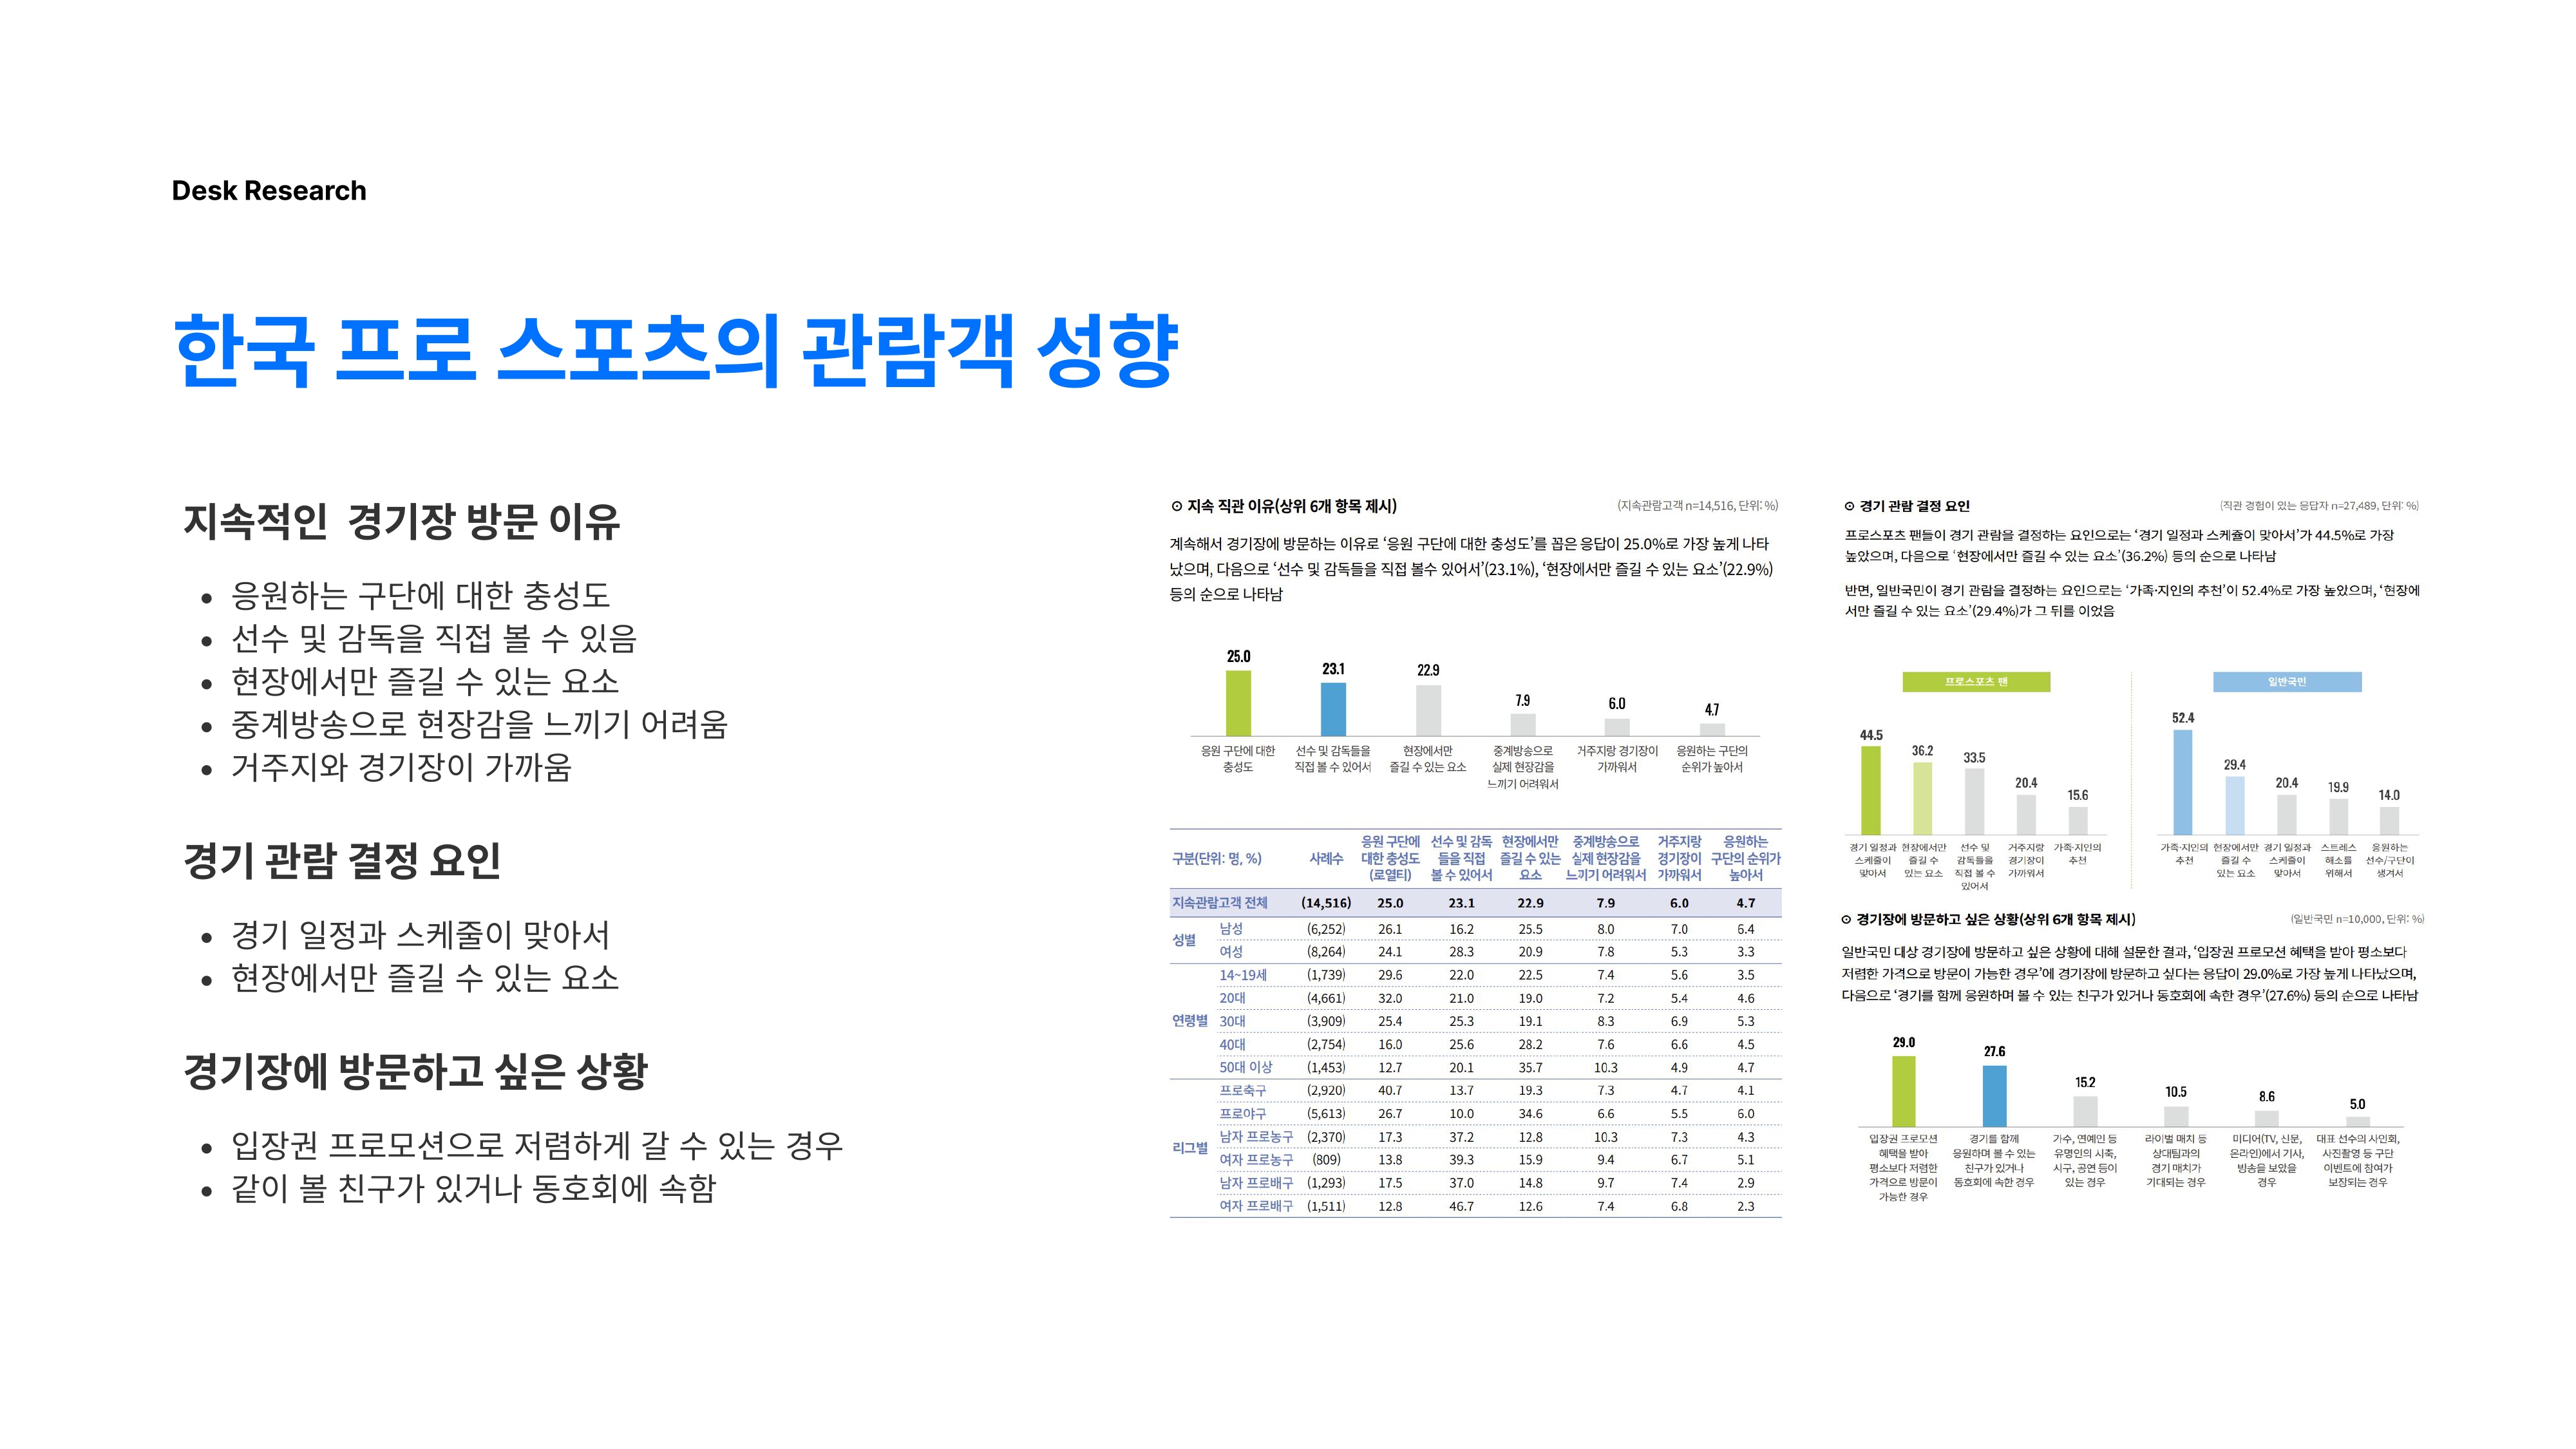 Desk Research
한국 프로 스포츠의 관람객 성향
지속적인 경기장 방문 이유
• 응원하는 구단에 대한 충성도
• 선수 및 감독을 직접 볼 수 있음
• 현장에서만 즐길 수 있는 요소
• 중계방송으로 현장감을 느끼기 어려움
• 거주지와 경기장이 가까움
경기 관람 결정 요인
• 경기 일정과 스케줄이 맞아서
• 현장에서만 즐길 수 있는 요소
경기장에 방문하고 싶은 상황
• 입장권 프로모션으로 저렴하게 갈 수 있는 경우
• 같이 볼 친구가 있거나 동호회에 속함
⊙ 지속 직관 이유(상위 6개 항목 제시) (지속관람고객 n=14,516, 단위: %)
계속해서 경기장에 방문하는 이유로 ‘응원 구단에 대한 충성도’를 꼽은 응답이 25.0%로 가장 높게 나타
났으며, 다음으로 ‘선수 및 감독들을 직접 볼수 있어서’(23.1%), ‘현장에서만 즐길 수 있는 요소’(22.9%)
등의 순으로 나타남
25.0 23.1 22.9 7.9 6.0 4.7
응원 구단에 대한 선수 및 감독들을 현장에서만 중계방송으로 거주지랑 경기장이 응원하는 구단의
충성도 직접 볼 수 있어서 즐길 수 있는 요소 실제 현장감을 가까워서 순위가 높아서
느끼기 어려워서
응원 구단에 선수 및 감독 현장에서만 중계방송으로 거주지랑 응원하는
구분(단위: 명, %) 사례수 대한 충성도 들을 직접 즐길 수 있는 실제 현장감을 경기장이 구단의 순위가
(로열티) 볼 수 있어서 요소 느끼기 어려워서 가까워서 높아서
지속관람고객 전체 (14,516) 25.0 23.1 22.9 7.9 6.0 4.7
성별 남성 (6,252) 26.1 16.2 25.5 8.0 7.0 6.4
여성 (8,264) 24.1 28.3 20.9 7.8 5.3 3.3
연령별 14~19세 (1,739) 29.6 22.0 22.5 7.4 5.6 3.5
20대 (4,661) 32.0 21.0 19.0 7.2 5.4 4.6
30대 (3,909) 25.4 25.3 19.1 8.3 6.9 5.3
40대 (2,754) 16.0 25.6 28.2 7.6 6.6 4.5
50대 이상 (1,453) 12.7 20.1 35.7 10.3 4.9 4.7
리그별 프로축구 (2,920) 40.7 13.7 19.3 7.3 4.7 4.1
프로야구 (5,613) 26.7 10.0 34.6 6.6 5.5 6.0
남자 프로농구 (2,370) 17.3 37.2 12.8 10.3 7.3 4.3
여자 프로농구 (809) 13.8 39.3 15.9 9.4 6.7 5.1
남자 프로배구 (1,293) 17.5 37.0 14.8 9.7 7.4 2.9
여자 프로배구 (1,511) 12.8 46.7 12.6 7.4 6.8 2.3
⊙ 경기 관람 결정 요인 (직관 경험이 있는 응답자 n=27,489, 단위: %)
프로스포츠 팬들이 경기 관람을 결정하는 요인으로는 ‘경기 일정과 스케쥴이 맞아서’가 44.5%로 가장
높았으며, 다음으로 ‘현장에서만 즐길 수 있는 요소’(36.2%) 등의 순으로 나타남
반면, 일반국민이 경기 관람을 결정하는 요인으로는 ‘가족·지인의 추천’이 52.4%로 가장 높았으며, ‘현장에
서만 즐길 수 있는 요소’(29.4%)가 그 뒤를 이었음
프로스포츠 팬
44.5 36.2 33.5 20.4 15.6
경기 일정과 현장에서만 선수 및 거주지랑 가족·지인의
스케쥴이 즐길 수 감독들을 경기장이 추천
맞아서 있는 요소 직접 볼 수 가까워서
있어서
일반국민
52.4 29.4 20.4 19.9 14.0
가족·지인의 현장에서만 경기 일정과 스트레스 응원하는
추천 즐길 수 스케쥴이 해소를 선수/구단이
있는 요소 맞아서 위해서 생겨서
⊙ 경기장에 방문하고 싶은 상황(상위 6개 항목 제시) (일반국민 n=10,000, 단위: %)
일반국민 대상 경기장에 방문하고 싶은 상황에 대해 설문한 결과, ‘입장권 프로모션 혜택을 받아 평소보다
저렴한 가격으로 방문이 가능한 경우’에 경기장에 방문하고 싶다는 응답이 29.0%로 가장 높게 나타났으며,
다음으로 ‘경기를 함께 응원하며 볼 수 있는 친구가 있거나 동호회에 속한 경우’(27.6%) 등의 순으로 나타남
29.0 27.6 15.2 10.5 8.6 5.0
입장권 프로모션 경기를 함께 가수, 연예인 등 라이벌 매치 등 미디어(TV, 신문, 대표 선수의 사인회,
혜택을 받아 응원하며 볼 수 있는 유명인의 시축, 상대팀과의 온라인)에서 기사, 사진촬영 등 구단
평소보다 저렴한 친구가 있거나 시구, 공연 등이 경기 매치가 방송을 보았을 이벤트에 참여가
가격으로 방문이 동호회에 속한 경우 있는 경우 기대되는 경우 경우 보장되는 경우
가능한 경우